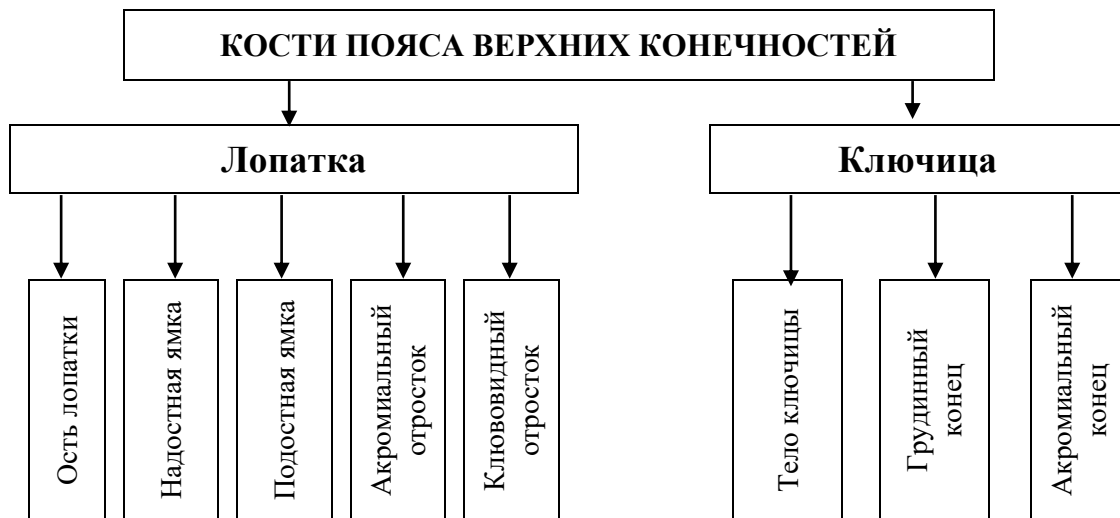 КОСТИ ПОЯСА ВЕРХНИХ КОНЕЧНОСТЕЙ
Лопатка
Ключица
Ость лопатки
Надостная ямка
Подостная ямка
Акромиальный
отросток
Клювовидный
отросток
Тело ключицы
Грудинный
конец
Акромиальный
конец